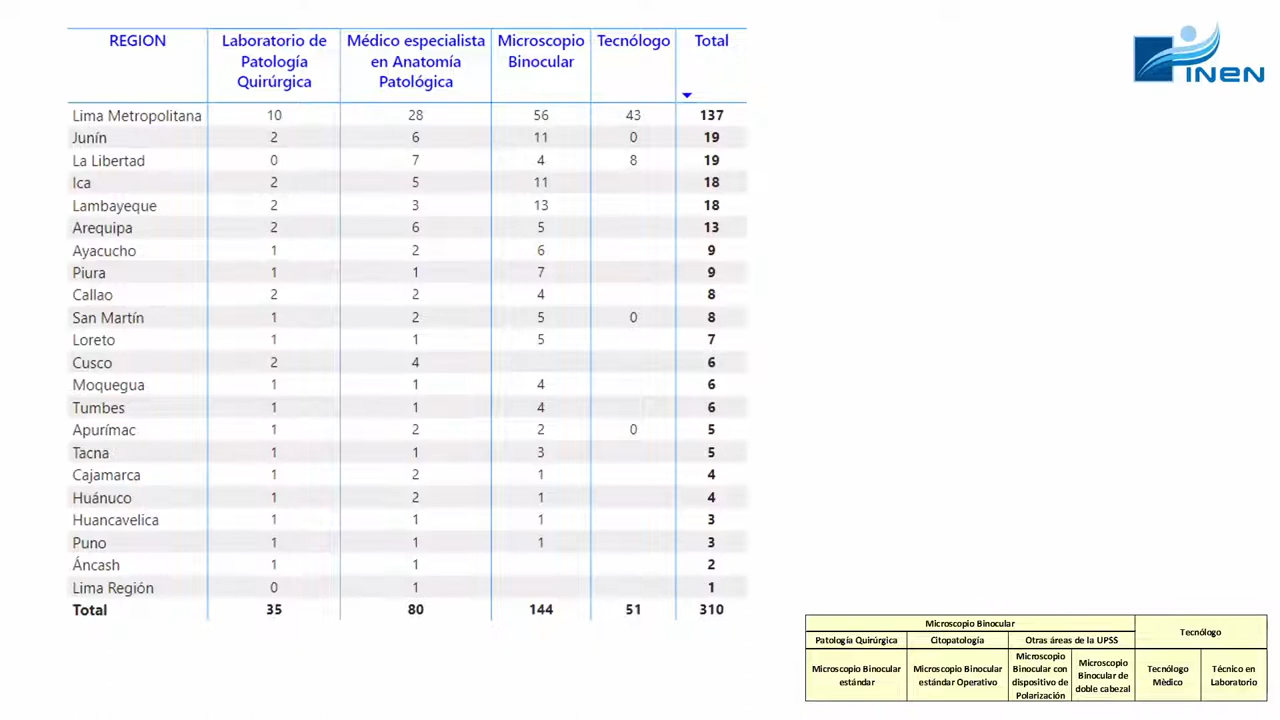 REGION Laboratorio de Patología Quirúrgica Médico especialista en Anatomía Patológica Microscopio Binocular Tecnólogo Total
Lima Metropolitana 10 28 56 43 137
Junín 2 6 11 0 19
La Libertad 0 7 4 8 19
Ica 2 5 11 18
Lambayeque 2 3 13 18
Arequipa 2 6 5 13
Ayacucho 1 2 6 9
Piura 1 1 7 9
Callao 2 2 4 8
San Martín 1 2 5 0 8
Loreto 1 1 5 7
Cusco 2 4 6
Moquegua 1 1 4 6
Tumbes 1 1 4 6
Apurímac 1 2 2 0 5
Tacna 1 1 3 5
Cajamarca 1 2 1 4
Huánuco 1 2 1 4
Huancavelica 1 1 1 3
Puno 1 1 1 3
Áncash 1 1 2
Lima Región 0 1 1
Total 35 80 144 51 310
INEN
Microscopio Binocular Tecnólogo
Patología Quirúrgica Citopatología Otras áreas de la UPSS
Microscopio Binocular estándar Microscopio Binocular estándar Operativo Microscopio Binocular con dispositivo de Polarización Microscopio Binocular de doble cabezal Tecnólogo Mèdico Técnico en Laboratorio